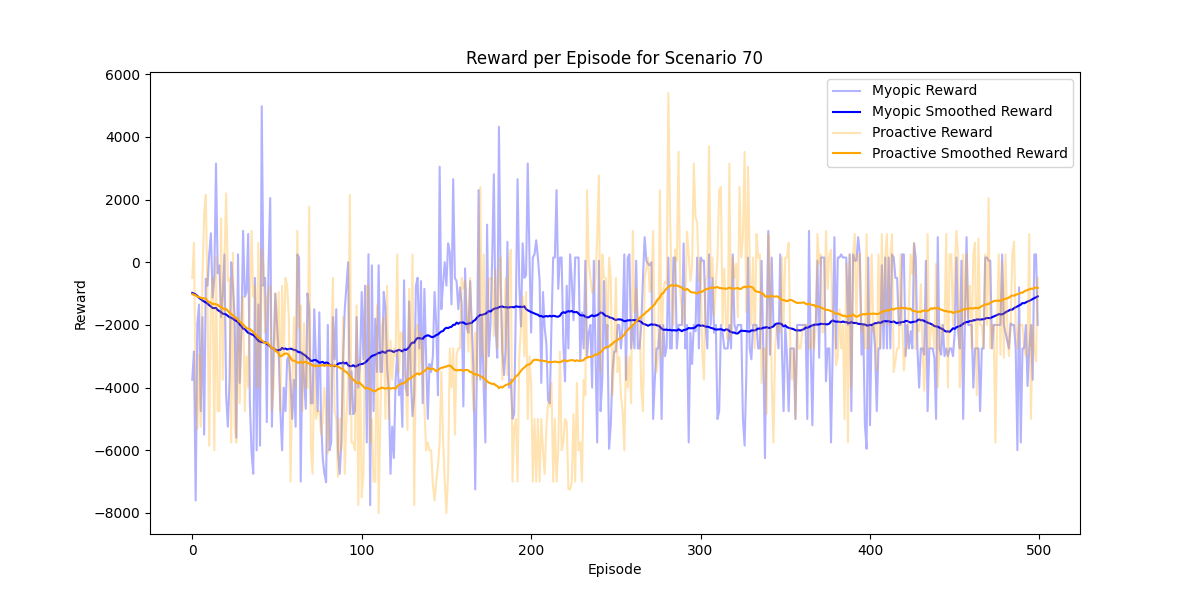 Reward per Episode for Scenario 70
Reward
6000
4000
2000
0
−2000
−4000
−6000
−8000
0 100 200 300 400 500
Episode
Myopic Reward
Myopic Smoothed Reward
Proactive Reward
Proactive Smoothed Reward